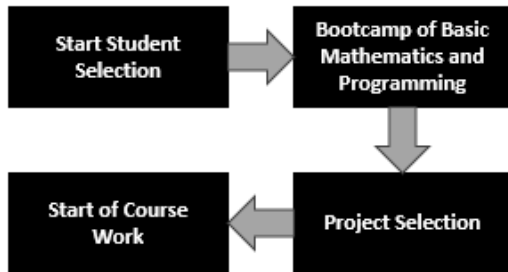 Start Student
Selection
Bootcamp of Basic
Mathematics and
Programming
Project Selection
Start of Course
Work